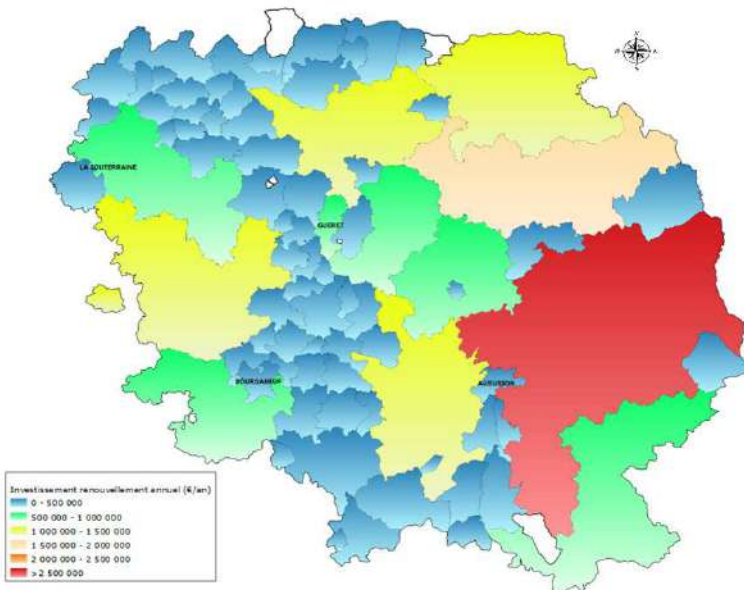 N
O
E
S
LA SOUTERRAINE
GUERET
BOURGANEUF
AUBUSSON
Investissement renouvellement annuel (€/an)
0 - 500 000
500 000 - 1 000 000
1 000 000 - 1 500 000
1 500 000 - 2 000 000
2 000 000 - 2 500 000
>2 500 000